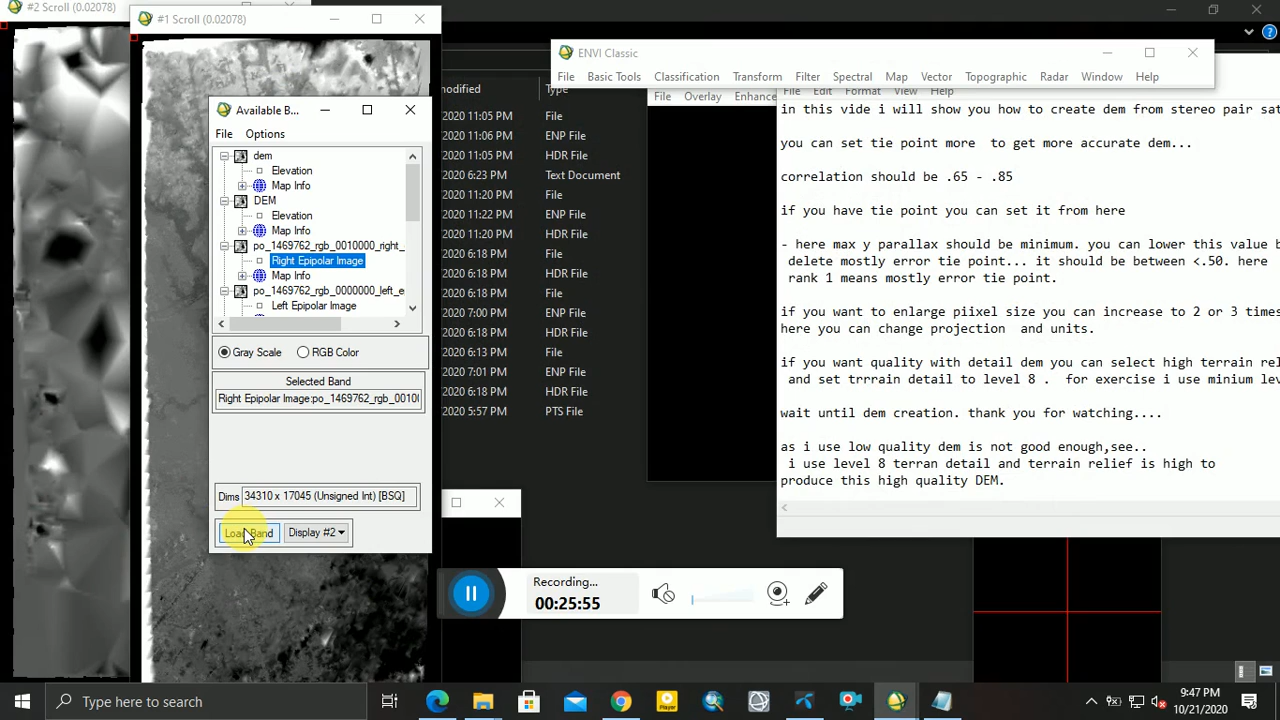 #2 Scroll (0.02078)
#1 Scroll (0.02078)
ENVI Classic
File Basic Tools Classification Transform Filter Spectral Map Vector Topographic Radar Window Help
File Overlay Enhance
File Edit Format View Help
Available B...
File Options
dem
Elevation
Map Info
DEM
Elevation
Map Info
po_1469762_rgb_0010000_right_
Right Epipolar Image
Map Info
po_1469762_rgb_0000000_left_e
Left Epipolar Image
Gray Scale RGB Color
Selected Band
Right Epipolar Image:po_1469762_rgb_0010
Dims 34310 x 17045 (Unsigned Int) [BSQ]
Load Band Display #2
odified Type
2020 11:05 PM File
2020 11:06 PM ENP File
2020 11:05 PM HDR File
2020 6:23 PM Text Document
2020 11:20 PM File
2020 11:22 PM ENP File
2020 11:20 PM HDR File
2020 6:18 PM File
2020 6:18 PM HDR File
2020 6:18 PM File
2020 7:00 PM ENP File
2020 6:18 PM HDR File
2020 6:13 PM File
2020 7:01 PM ENP File
2020 6:18 PM HDR File
2020 5:57 PM PTS File
in this vide i will show you how to create dem from stereo pair sat
you can set tie point more to get more accurate dem...
correlation should be .65 - .85
if you have tie point you can set it from here
- here max y parallax should be minimum. you can lower this value b
delete mostly error tie point... it should be between <.50. here
rank 1 means mostly error tie point.
if you want to enlarge piixel size you can increase to 2 or 3 times
here you can change projection and units.
if you want quality with detail dem you can select high terrain reli
and set trrrain detail to level 8 . for exercise i use minium lev
wait until dem creation. thank you for watching....
as i use low quality dem is not good enough,see..
i use level 8 terran detail and terrain relief is high to
produce this high quality DEM.
Recording...
00:25:55
Type here to search
Player
9:47 PM
10/21/2020